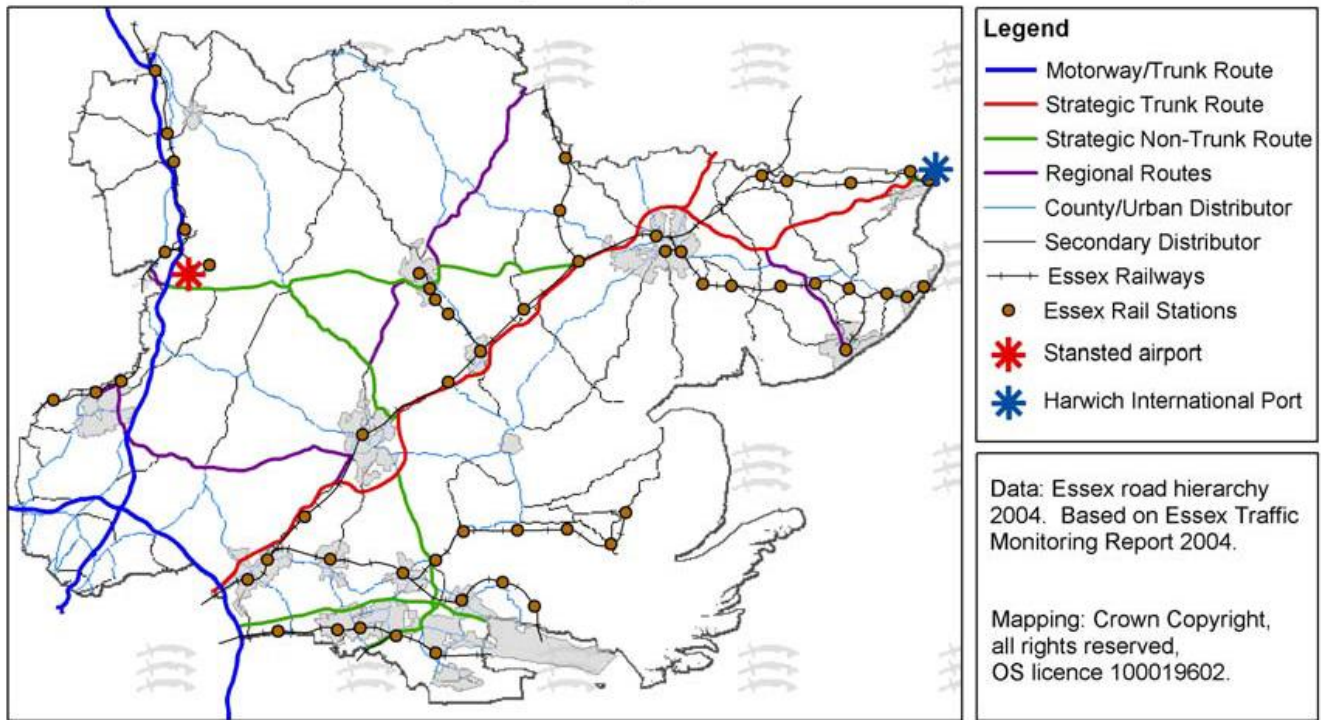 Legend
Motorway/Trunk Route
Strategic Trunk Route
Strategic Non-Trunk Route
Regional Routes
County/Urban Distributor
Secondary Distributor
Essex Railways
Essex Rail Stations
Stansted airport
Harwich International Port
Data: Essex road hierarchy
2004. Based on Essex Traffic
Monitoring Report 2004.
Mapping: Crown Copyright,
all rights reserved,
OS licence 100019602.